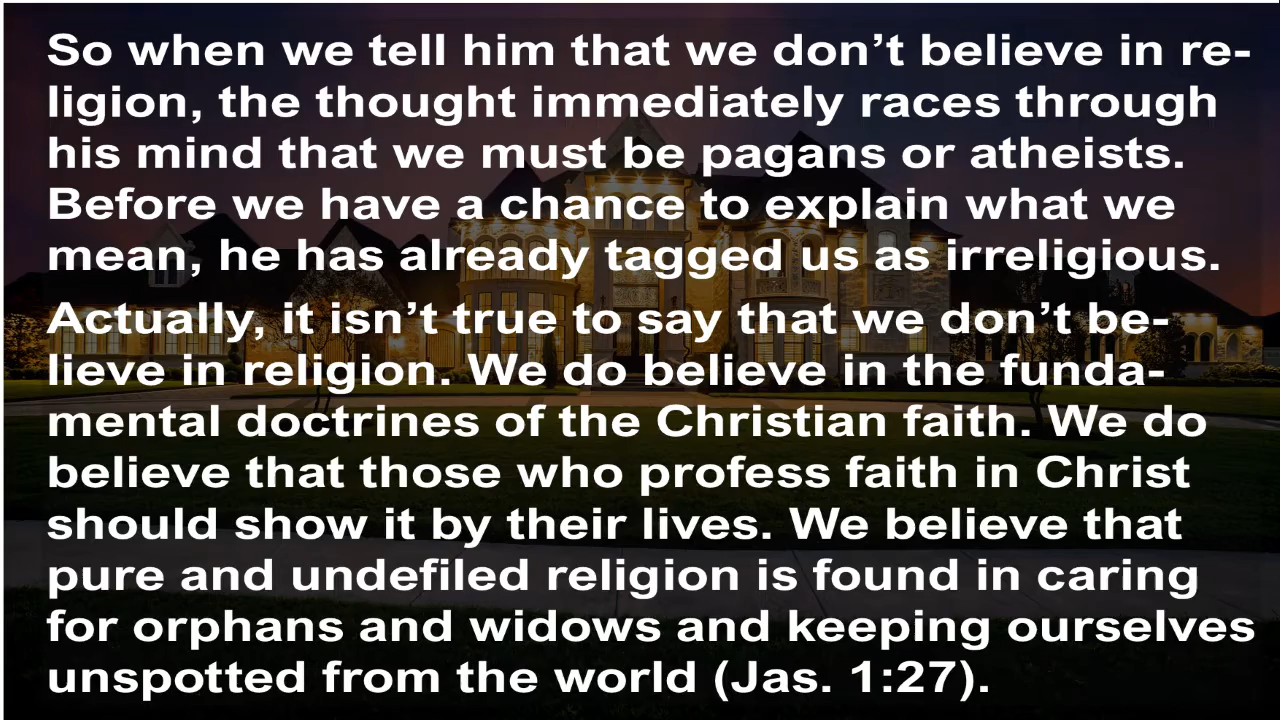 So when we tell him that we don’t believe in re-
ligion, the thought immediately races through
his mind that we must be pagans or atheists.
Before we have a chance to explain what we
mean, he has already tagged us as irreligious.
Actually, it isn’t true to say that we don’t be-
lieve in religion. We do believe in the funda-
mental doctrines of the Christian faith. We do
believe that those who profess faith in Christ
should show it by their lives. We believe that
pure and undefiled religion is found in caring
for orphans and widows and keeping ourselves
unspotted from the world (Jas. 1:27).